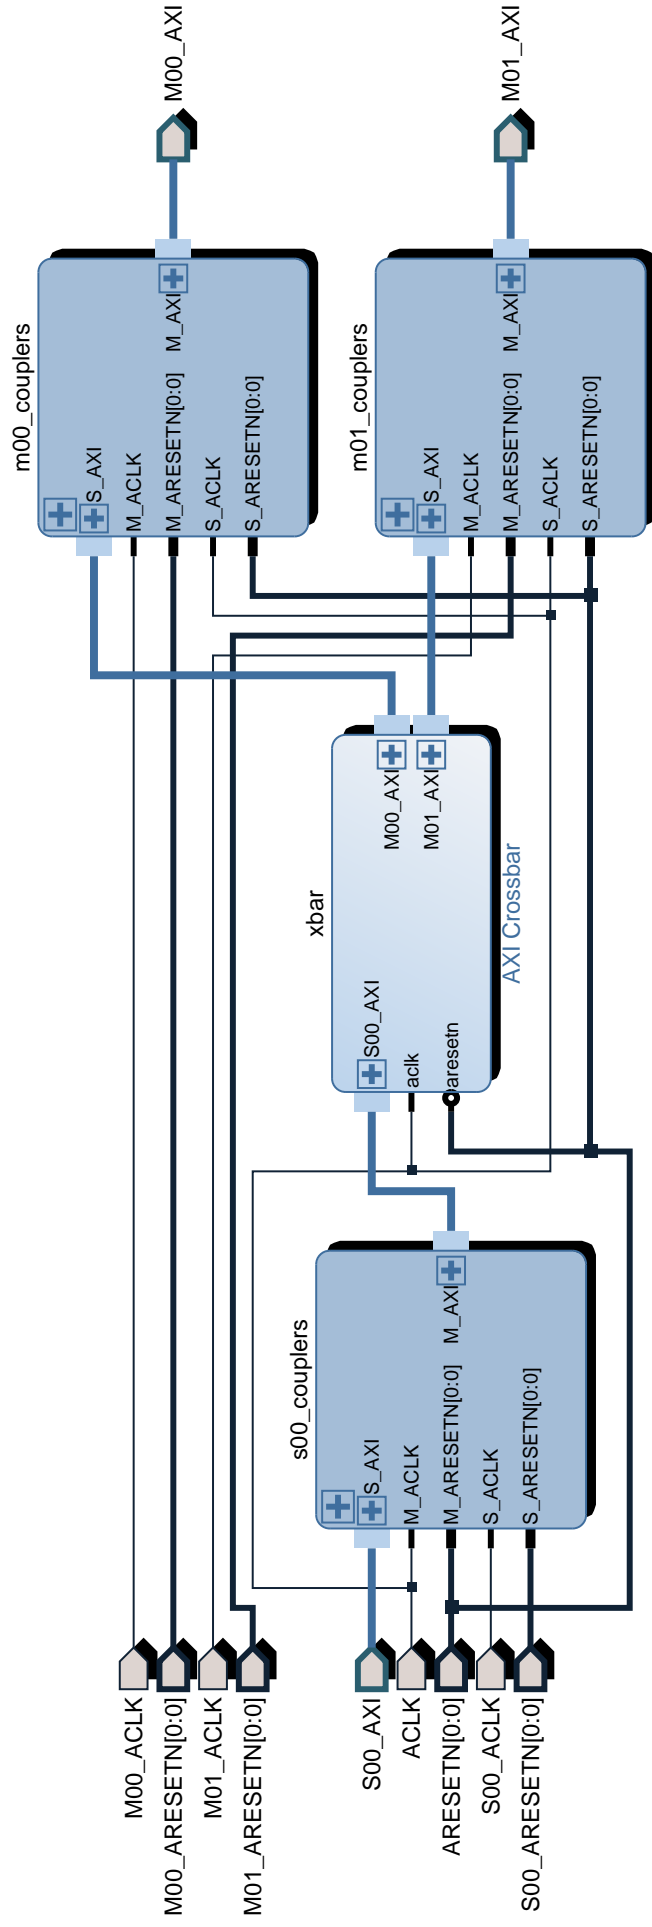 M00_ACLK
M00_ARESETN[0:0]
M01_ACLK
M01_ARESETN[0:0]
S00_AXI
ACLK
ARESETN[0:0]
S00_ACLK
S00_ARESETN[0:0]
s00_couplers
S_AXI
M_ACLK
M_ARESETN[0:0]
S_ACLK
S_ARESETN[0:0]
M_AXI
xbar
S00_AXI
aclk
aresetn
M00_AXI
M01_AXI
AXI Crossbar
m00_couplers
S_AXI
M_ACLK
M_ARESETN[0:0]
S_ACLK
S_ARESETN[0:0]
M_AXI
m01_couplers
S_AXI
M_ACLK
M_ARESETN[0:0]
S_ACLK
S_ARESETN[0:0]
M_AXI
M00_AXI
M01_AXI